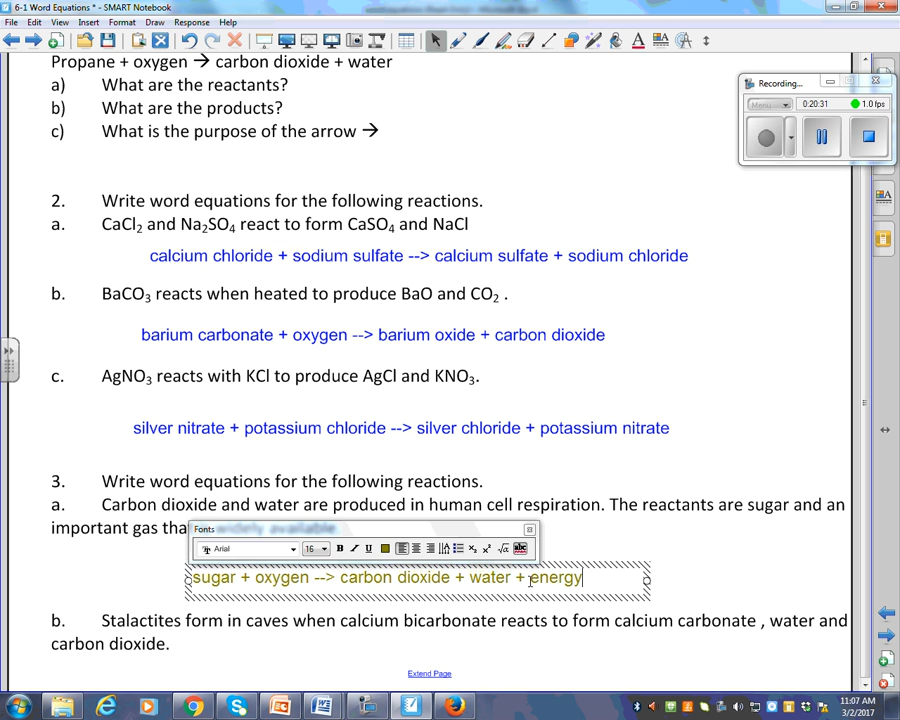 6-1 Word Equations * - SMART Notebook
File Edit View Insert Format Draw Response Help
Recording...
Menu
0:20:31 1.0 fps
Propane + oxygen → carbon dioxide + water
a) What are the reactants?
b) What are the products?
c) What is the purpose of the arrow →
2. Write word equations for the following reactions.
a. CaCl₂ and Na₂SO₄ react to form CaSO₄ and NaCl
calcium chloride + sodium sulfate --> calcium sulfate + sodium chloride
b. BaCO₃ reacts when heated to produce BaO and CO₂ .
barium carbonate + oxygen --> barium oxide + carbon dioxide
c. AgNO₃ reacts with KCl to produce AgCl and KNO₃.
silver nitrate + potassium chloride --> silver chloride + potassium nitrate
3. Write word equations for the following reactions.
a. Carbon dioxide and water are produced in human cell respiration. The reactants are sugar and an
important gas that widely available.
Fonts
Arial 16 B I U
sugar + oxygen --> carbon dioxide + water + energy
b. Stalactites form in caves when calcium bicarbonate reacts to form calcium carbonate , water and
carbon dioxide.
Extend Page
11:07 AM
3/2/2017